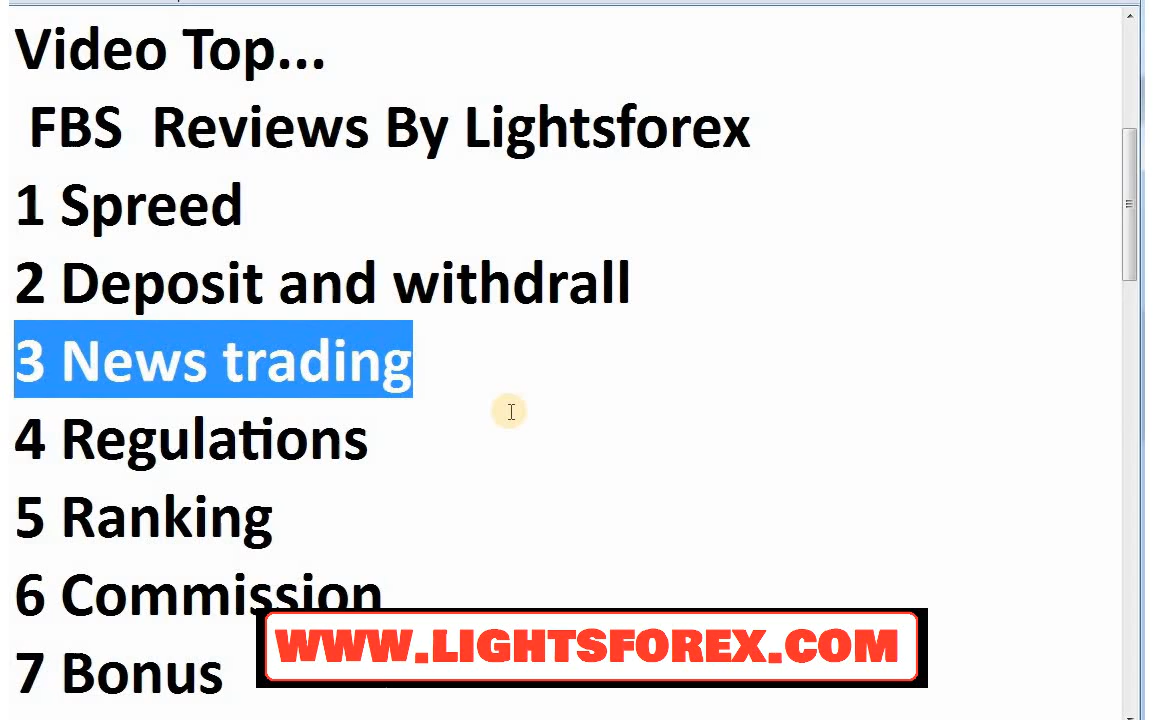 Video Top...
FBS Reviews By Lightsforex
1 Spreed
2 Deposit and withdrall
3 News trading
4 Regulations
5 Ranking
6 Commission
7 Bonus
WWW.LIGHTSFOREX.COM